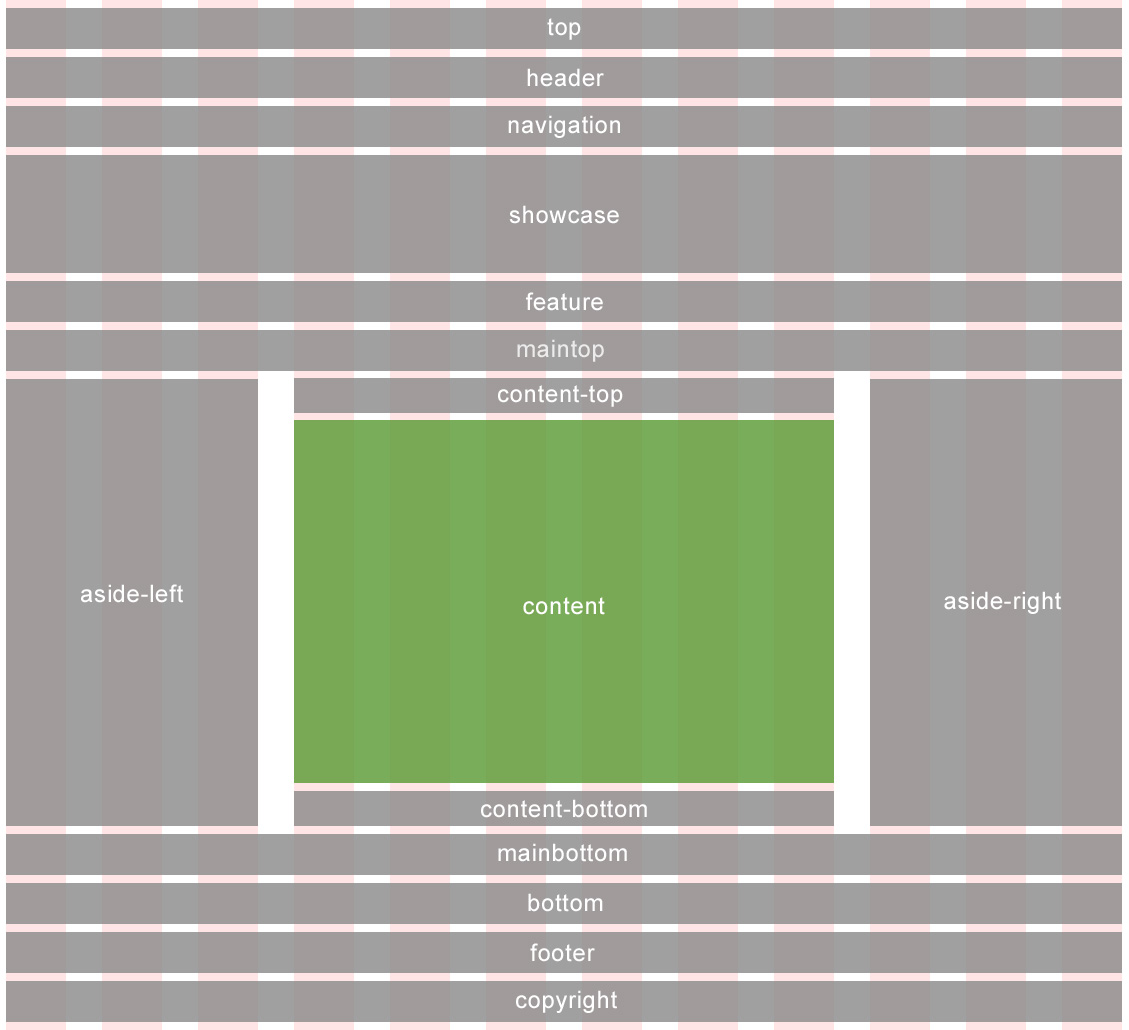 top
header
navigation
showcase
feature
maintop
content-top
aside-left
content
aside-right
content-bottom
mainbottom
bottom
footer
copyright